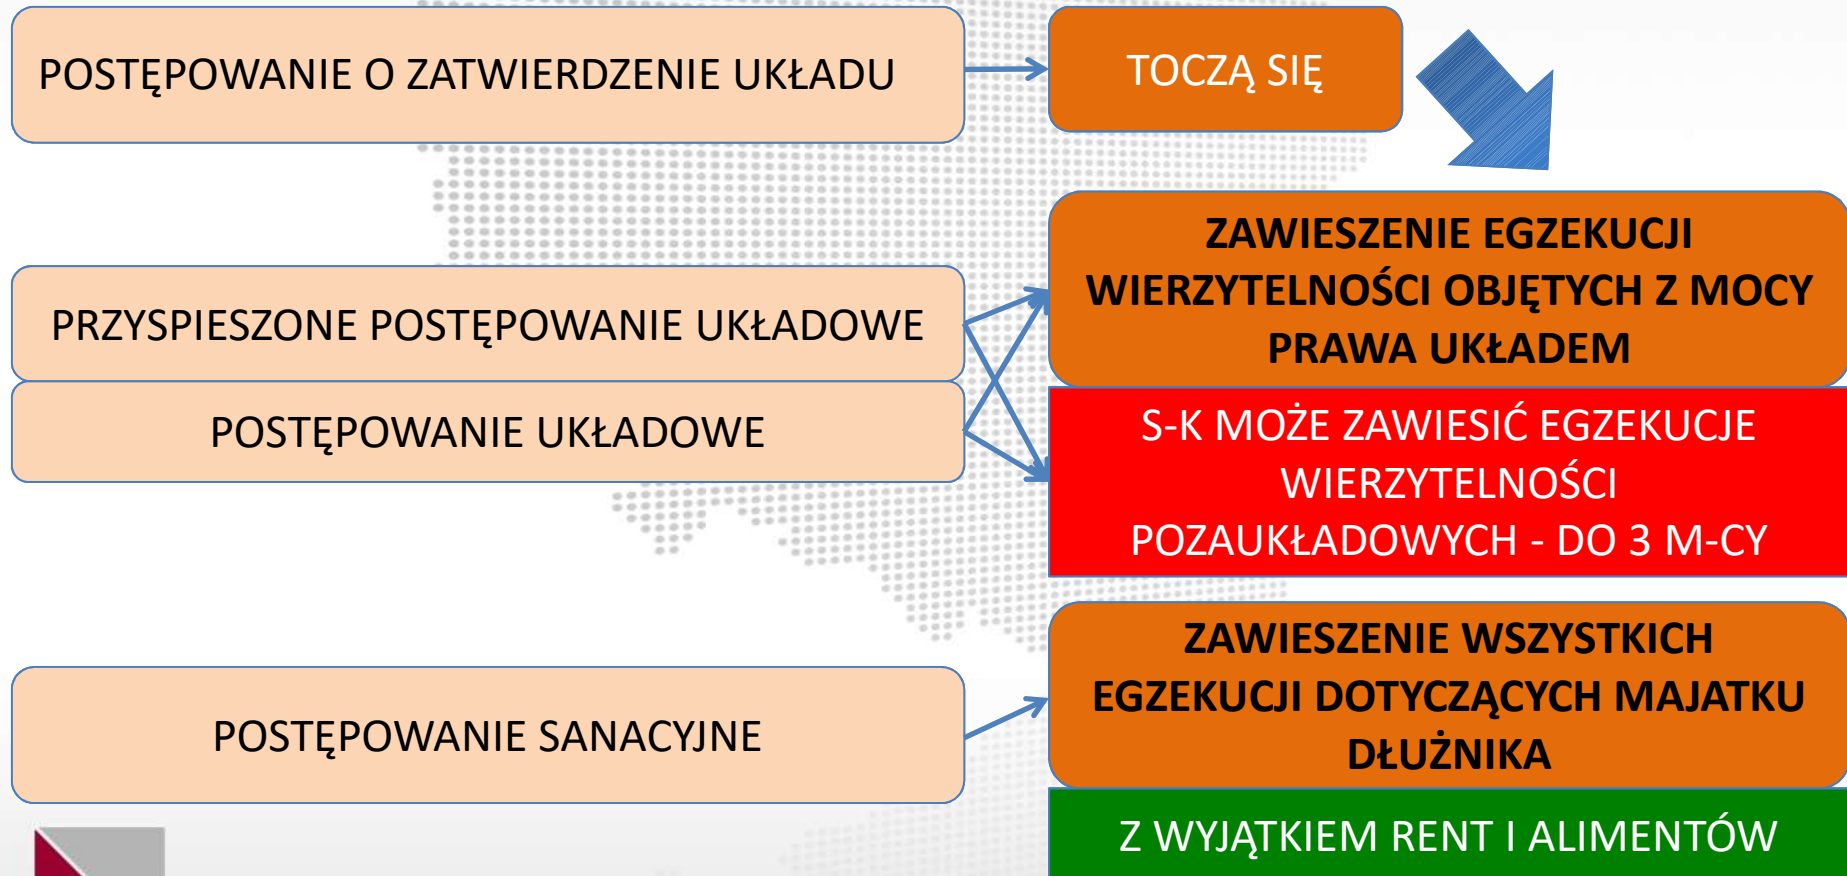 POSTĘPOWANIE O ZATWIERDZENIE UKŁADU
TOCZĄ SIĘ
PRZYSPIESZONE POSTĘPOWANIE UKŁADOWE
POSTĘPOWANIE UKŁADOWE
ZAWIESZENIE EGZEKUCJI
WIERZYTELNOŚCI OBJĘTYCH Z MOCY
PRAWA UKŁADEM
S-K MOŻE ZAWIESIĆ EGZEKUCJE
WIERZYTELNOŚCI
POZAUKŁADOWYCH - DO 3 M-CY
POSTĘPOWANIE SANACYJNE
ZAWIESZENIE WSZYSTKICH
EGZEKUCJI DOTYCZĄCYCH MAJATKU
DŁUŻNIKA
Z WYJĄTKIEM RENT I ALIMENTÓW